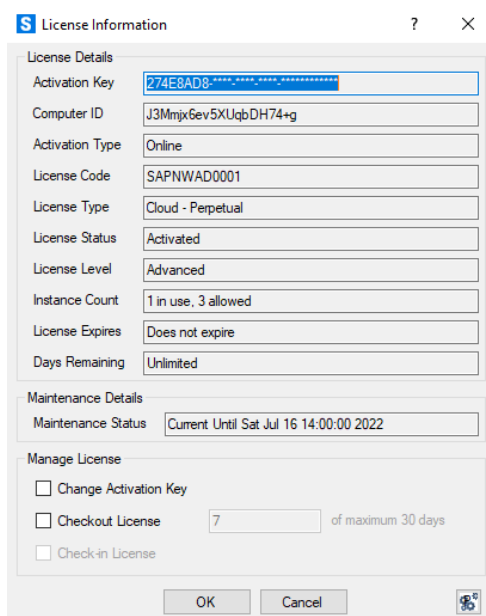 S License Information ? ×
License Details
Activation Key 274E8AD8-****-****-****-************
Computer ID J3Mmjx6ev5XUqbDH74+g
Activation Type Online
License Code SAPNWAD0001
License Type Cloud - Perpetual
License Status Activated
License Level Advanced
Instance Count 1 in use, 3 allowed
License Expires Does not expire
Days Remaining Unlimited
Maintenance Details
Maintenance Status Current Until Sat Jul 16 14:00:00 2022
Manage License
Change Activation Key
Checkout License 7 of maximum 30 days
Check-in License
OK Cancel